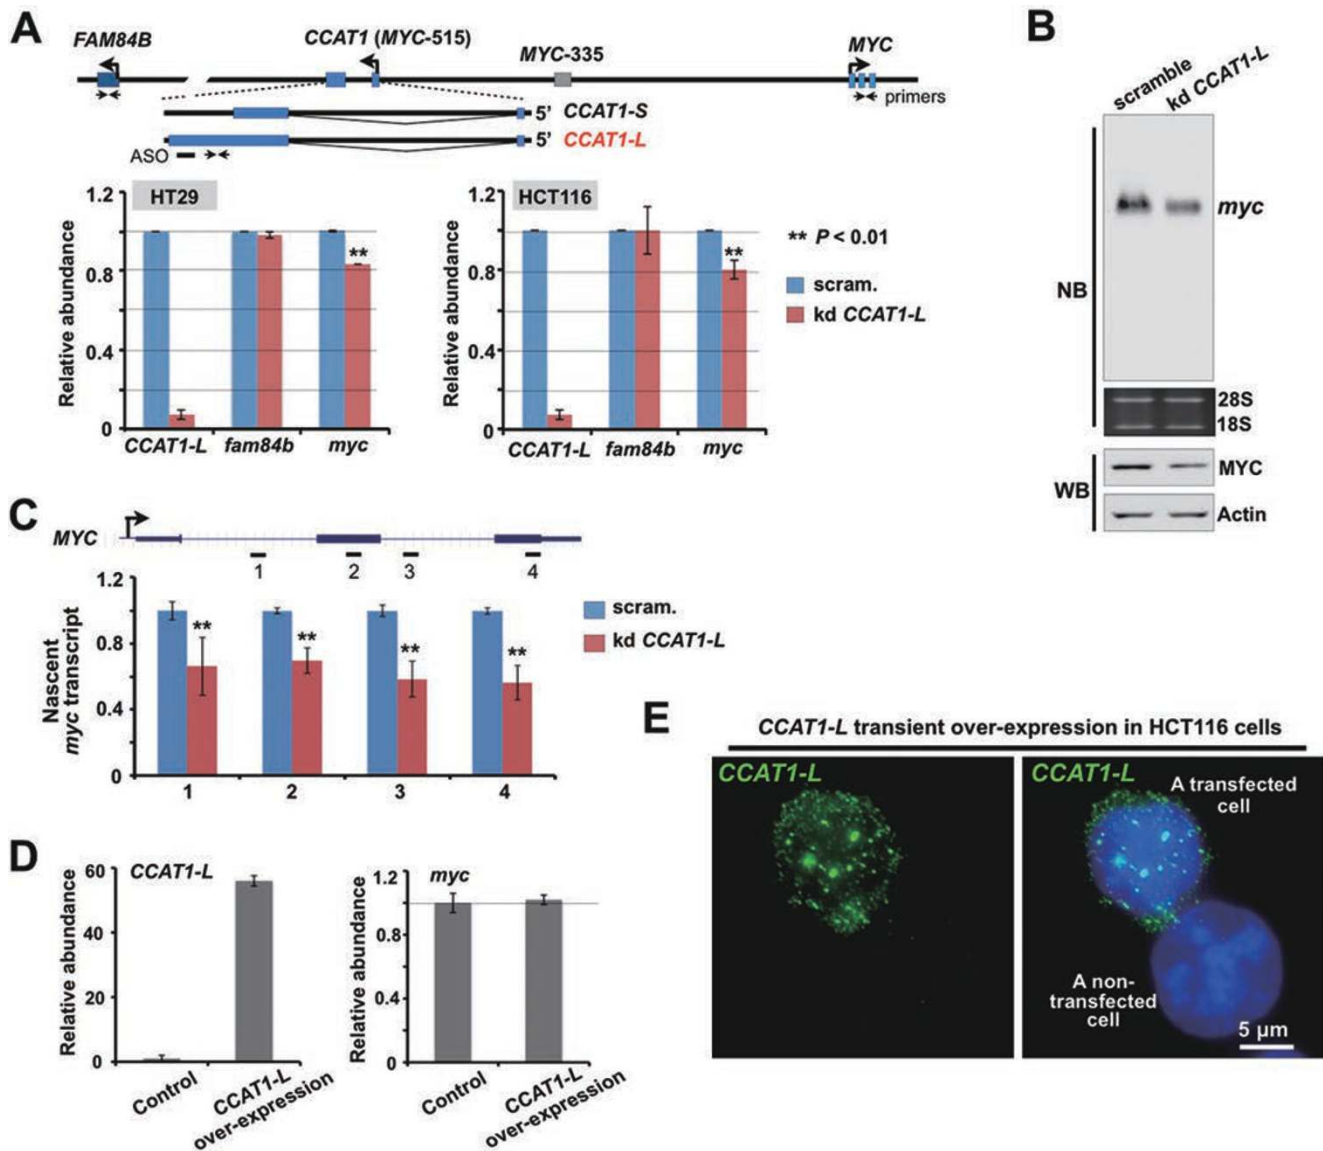 A
FAM84B
CCAT1 (MYC-515)
MYC-335
MYC
primers
5' CCAT1-S
5' CCAT1-L
ASO
HT29
Relative abundance
1.2
0.8
0.4
0
CCAT1-L fam84b myc
**
HCT116
Relative abundance
1.2
0.8
0.4
0
CCAT1-L fam84b myc
**
** P < 0.01
scram.
kd CCAT1-L
B
scramble
kd CCAT1-L
NB
myc
28S
18S
WB
MYC
Actin
C
MYC
1 2 3 4
Nascent
myc transcript
1.2
0.8
0.4
0
** ** ** **
1 2 3 4
scram.
kd CCAT1-L
D
CCAT1-L
Relative abundance
60
40
20
0
Control
CCAT1-L
over-expression
myc
Relative abundance
1.2
0.8
0.4
0
Control
CCAT1-L
over-expression
E
CCAT1-L transient over-expression in HCT116 cells
CCAT1-L
CCAT1-L
A transfected
cell
A non-
transfected
cell
5 µm